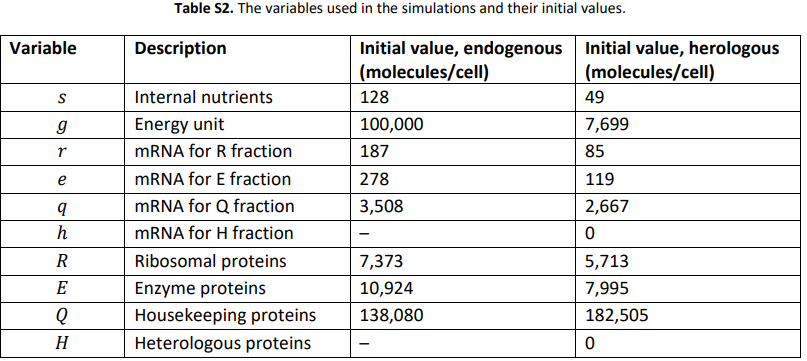 Table S2. The variables used in the simulations and their initial values.
Variable Description Initial value, endogenous (molecules/cell) Initial value, herologous (molecules/cell)
s Internal nutrients 128 49
g Energy unit 100,000 7,699
r mRNA for R fraction 187 85
e mRNA for E fraction 278 119
q mRNA for Q fraction 3,508 2,667
h mRNA for H fraction – 0
R Ribosomal proteins 7,373 5,713
E Enzyme proteins 10,924 7,995
Q Housekeeping proteins 138,080 182,505
H Heterologous proteins – 0